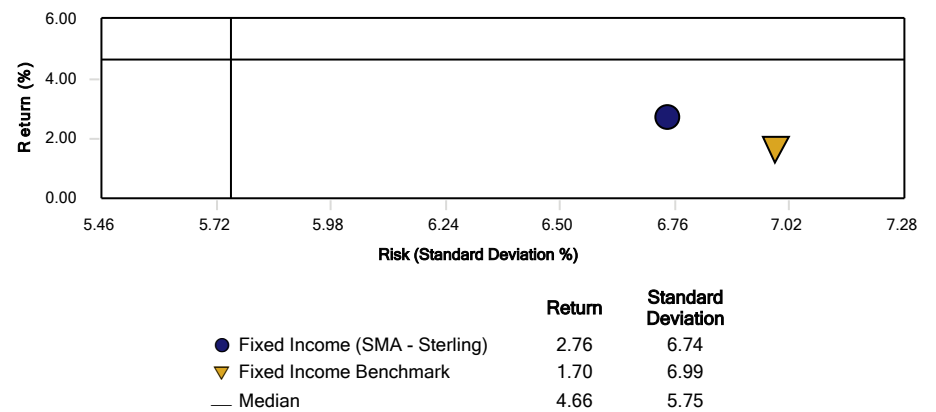 6.00
4.00
2.00
0.00
Return (%)
5.46 5.72 5.98 6.24 6.50 6.76 7.02 7.28
Risk (Standard Deviation %)
Return Standard Deviation
Fixed Income (SMA - Sterling) 2.76 6.74
Fixed Income Benchmark 1.70 6.99
Median 4.66 5.75